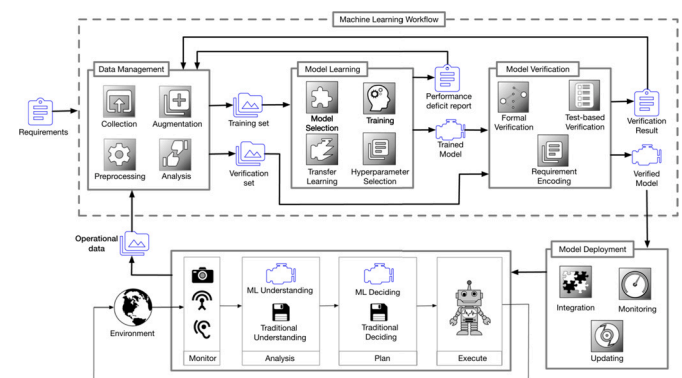 Machine Learning Workflow
Data Management
Model Learning
Model Verification
Requirements
Collection
Augmentation
Preprocessing
Analysis
Training set
Verification
set
Model
Selection
Training
Transfer
Learning
Hyperparameter
Selection
Performance
deficit report
Trained
Model
Formal
Verification
Test-based
Verification
Requirement
Encoding
Verification
Result
Verified
Model
Operational
data
Environment
Monitor
ML Understanding
Traditional
Understanding
Analysis
ML Deciding
Traditional
Deciding
Plan
Execute
Model Deployment
Integration
Monitoring
Updating